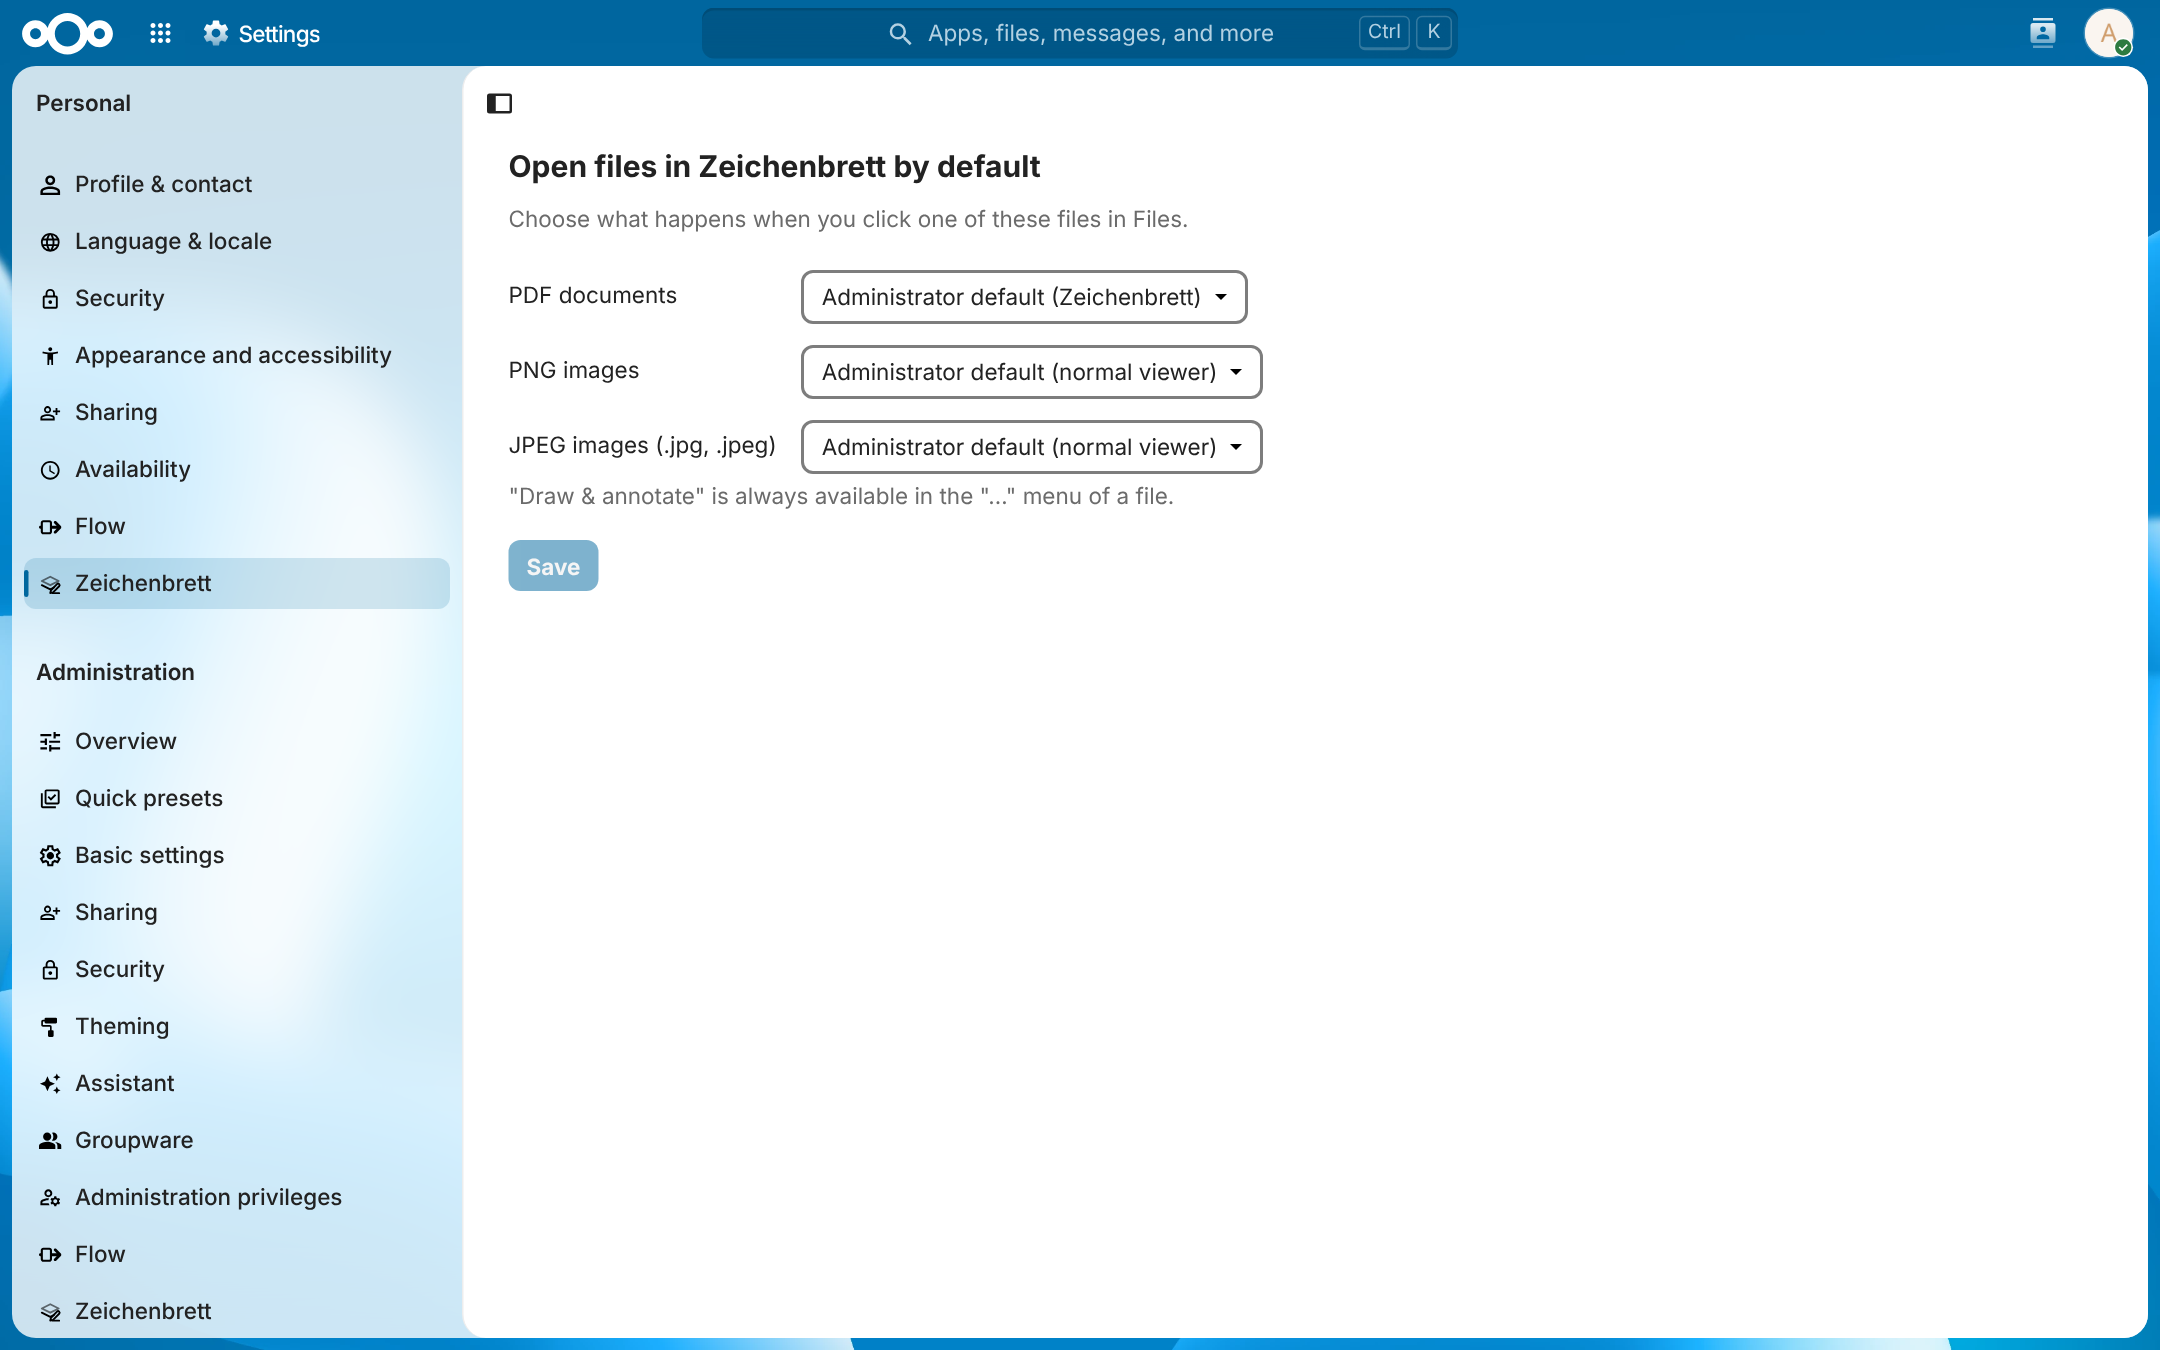 Settings
Apps, files, messages, and more
Ctrl K
A
Personal
Profile & contact
Language & locale
Security
Appearance and accessibility
Sharing
Availability
Flow
Zeichenbrett
Administration
Overview
Quick presets
Basic settings
Sharing
Security
Theming
Assistant
Groupware
Administration privileges
Flow
Zeichenbrett
Open files in Zeichenbrett by default
Choose what happens when you click one of these files in Files.
PDF documents Administrator default (Zeichenbrett)
PNG images Administrator default (normal viewer)
JPEG images (.jpg, .jpeg) Administrator default (normal viewer)
"Draw & annotate" is always available in the "…" menu of a file.
Save